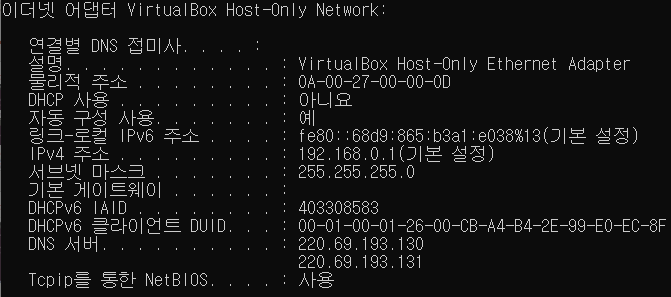 이더넷 어댑터 VirtualBox Host-Only Network:
연결별 DNS 접미사. . . . :
설명. . . . . . . . . . . . : VirtualBox Host-Only Ethernet Adapter
물리적 주소 . . . . . . . . : 0A-00-27-00-00-0D
DHCP 사용 . . . . . . . . . : 아니요
자동 구성 사용. . . . . . . : 예
링크-로컬 IPv6 주소 . . . . : fe80::68d9:865:b3a1:e038%13(기본 설정)
IPv4 주소 . . . . . . . . . : 192.168.0.1(기본 설정)
서브넷 마스크 . . . . . . . : 255.255.255.0
기본 게이트웨이 . . . . . . :
DHCPv6 IAID . . . . . . . . : 403308583
DHCPv6 클라이언트 DUID. . . : 00-01-00-01-26-00-CB-A4-B4-2E-99-E0-EC-8F
DNS 서버. . . . . . . . . . : 220.69.193.130
220.69.193.131
Tcpip를 통한 NetBIOS. . . . : 사용